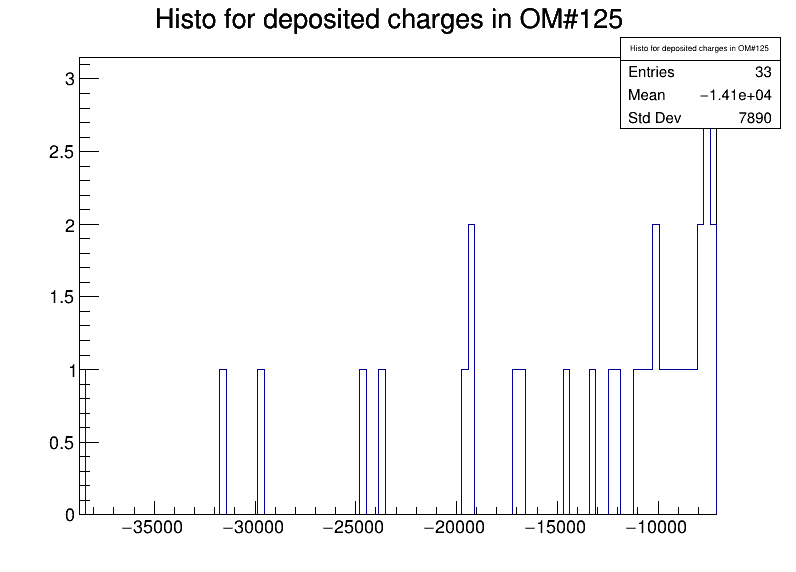 Histo for deposited charges in OM#125
Histo for deposited charges in OM#125
Entries 33
Mean −1.41e+04
Std Dev 7890
3
2.5
2
1.5
1
0.5
0
−35000 −30000 −25000 −20000 −15000 −10000